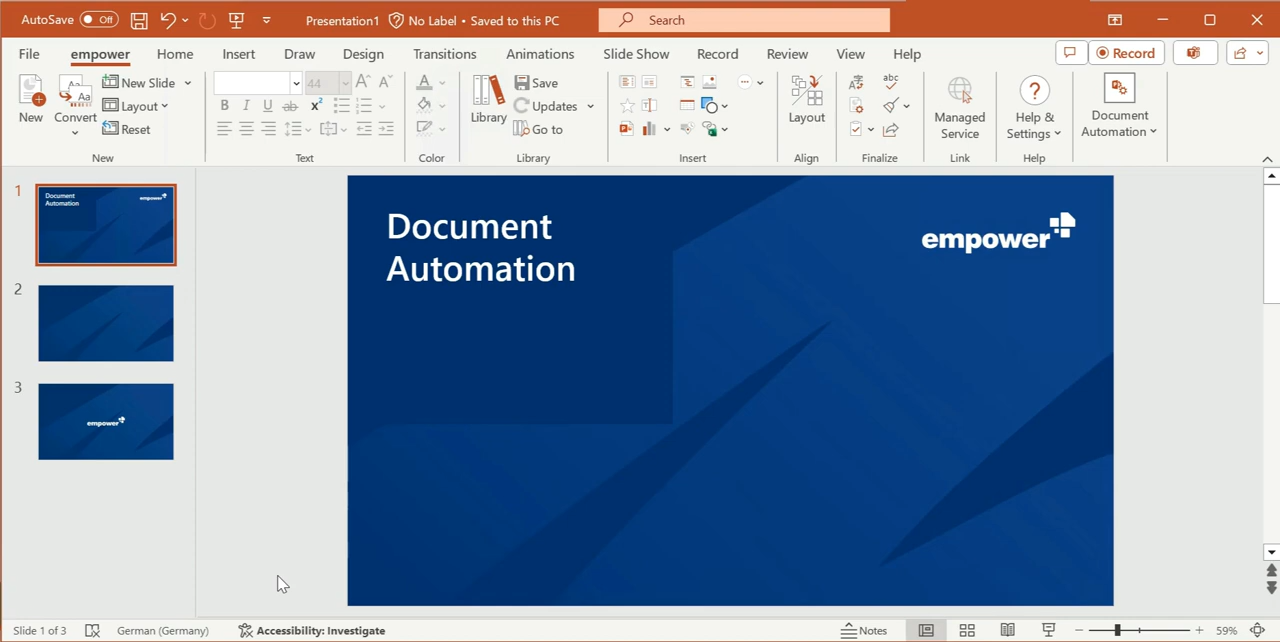 AutoSave Off Presentation1 No Label • Saved to this PC Search
File empower Home Insert Draw Design Transitions Animations Slide Show Record Review View Help Record
New Convert New Slide Layout Reset
New
44
B I U ab x²
Text
Color
Library Save Updates Go to
Library
Insert
Layout
Align
abc
Finalize
Managed
Service
Link
Help &
Settings
Help
Document
Automation
1
Document
Automation
empower
2
3
empower
Document
Automation
empower
Slide 1 of 3 German (Germany) Accessibility: Investigate Notes 59%